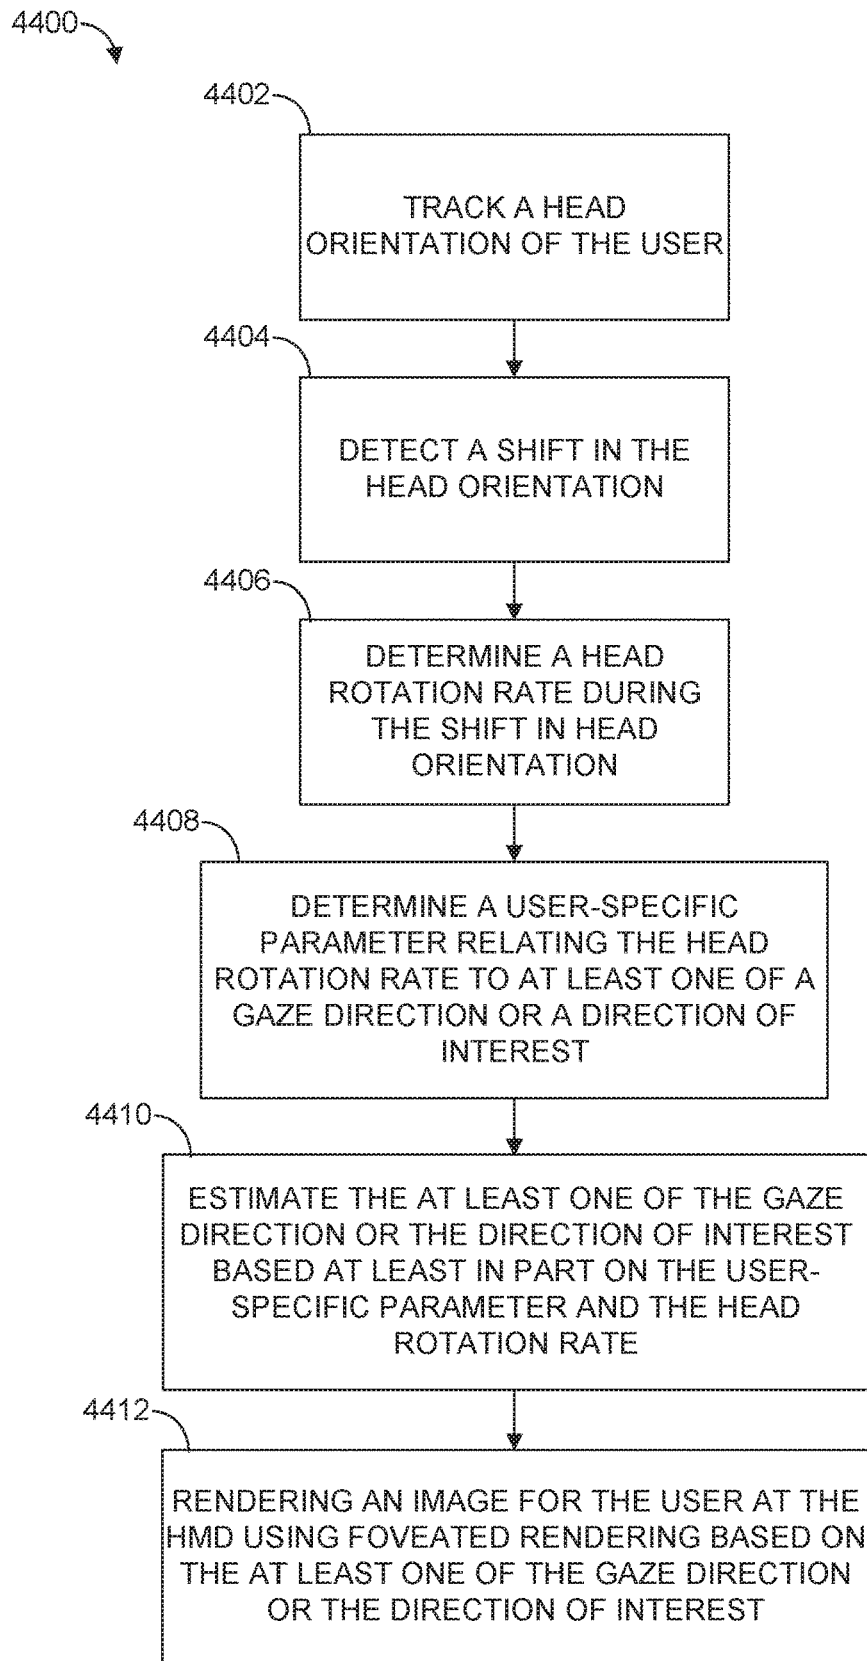 4400
4402
TRACK A HEAD
ORIENTATION OF THE USER
4404
DETECT A SHIFT IN THE
HEAD ORIENTATION
4406
DETERMINE A HEAD
ROTATION RATE DURING
THE SHIFT IN HEAD
ORIENTATION
4408
DETERMINE A USER-SPECIFIC
PARAMETER RELATING THE HEAD
ROTATION RATE TO AT LEAST ONE OF A
GAZE DIRECTION OR A DIRECTION OF
INTEREST
4410
ESTIMATE THE AT LEAST ONE OF THE GAZE
DIRECTION OR THE DIRECTION OF INTEREST
BASED AT LEAST IN PART ON THE USER-
SPECIFIC PARAMETER AND THE HEAD
ROTATION RATE
4412
RENDERING AN IMAGE FOR THE USER AT THE
HMD USING FOVEATED RENDERING BASED ON
THE AT LEAST ONE OF THE GAZE DIRECTION
OR THE DIRECTION OF INTEREST